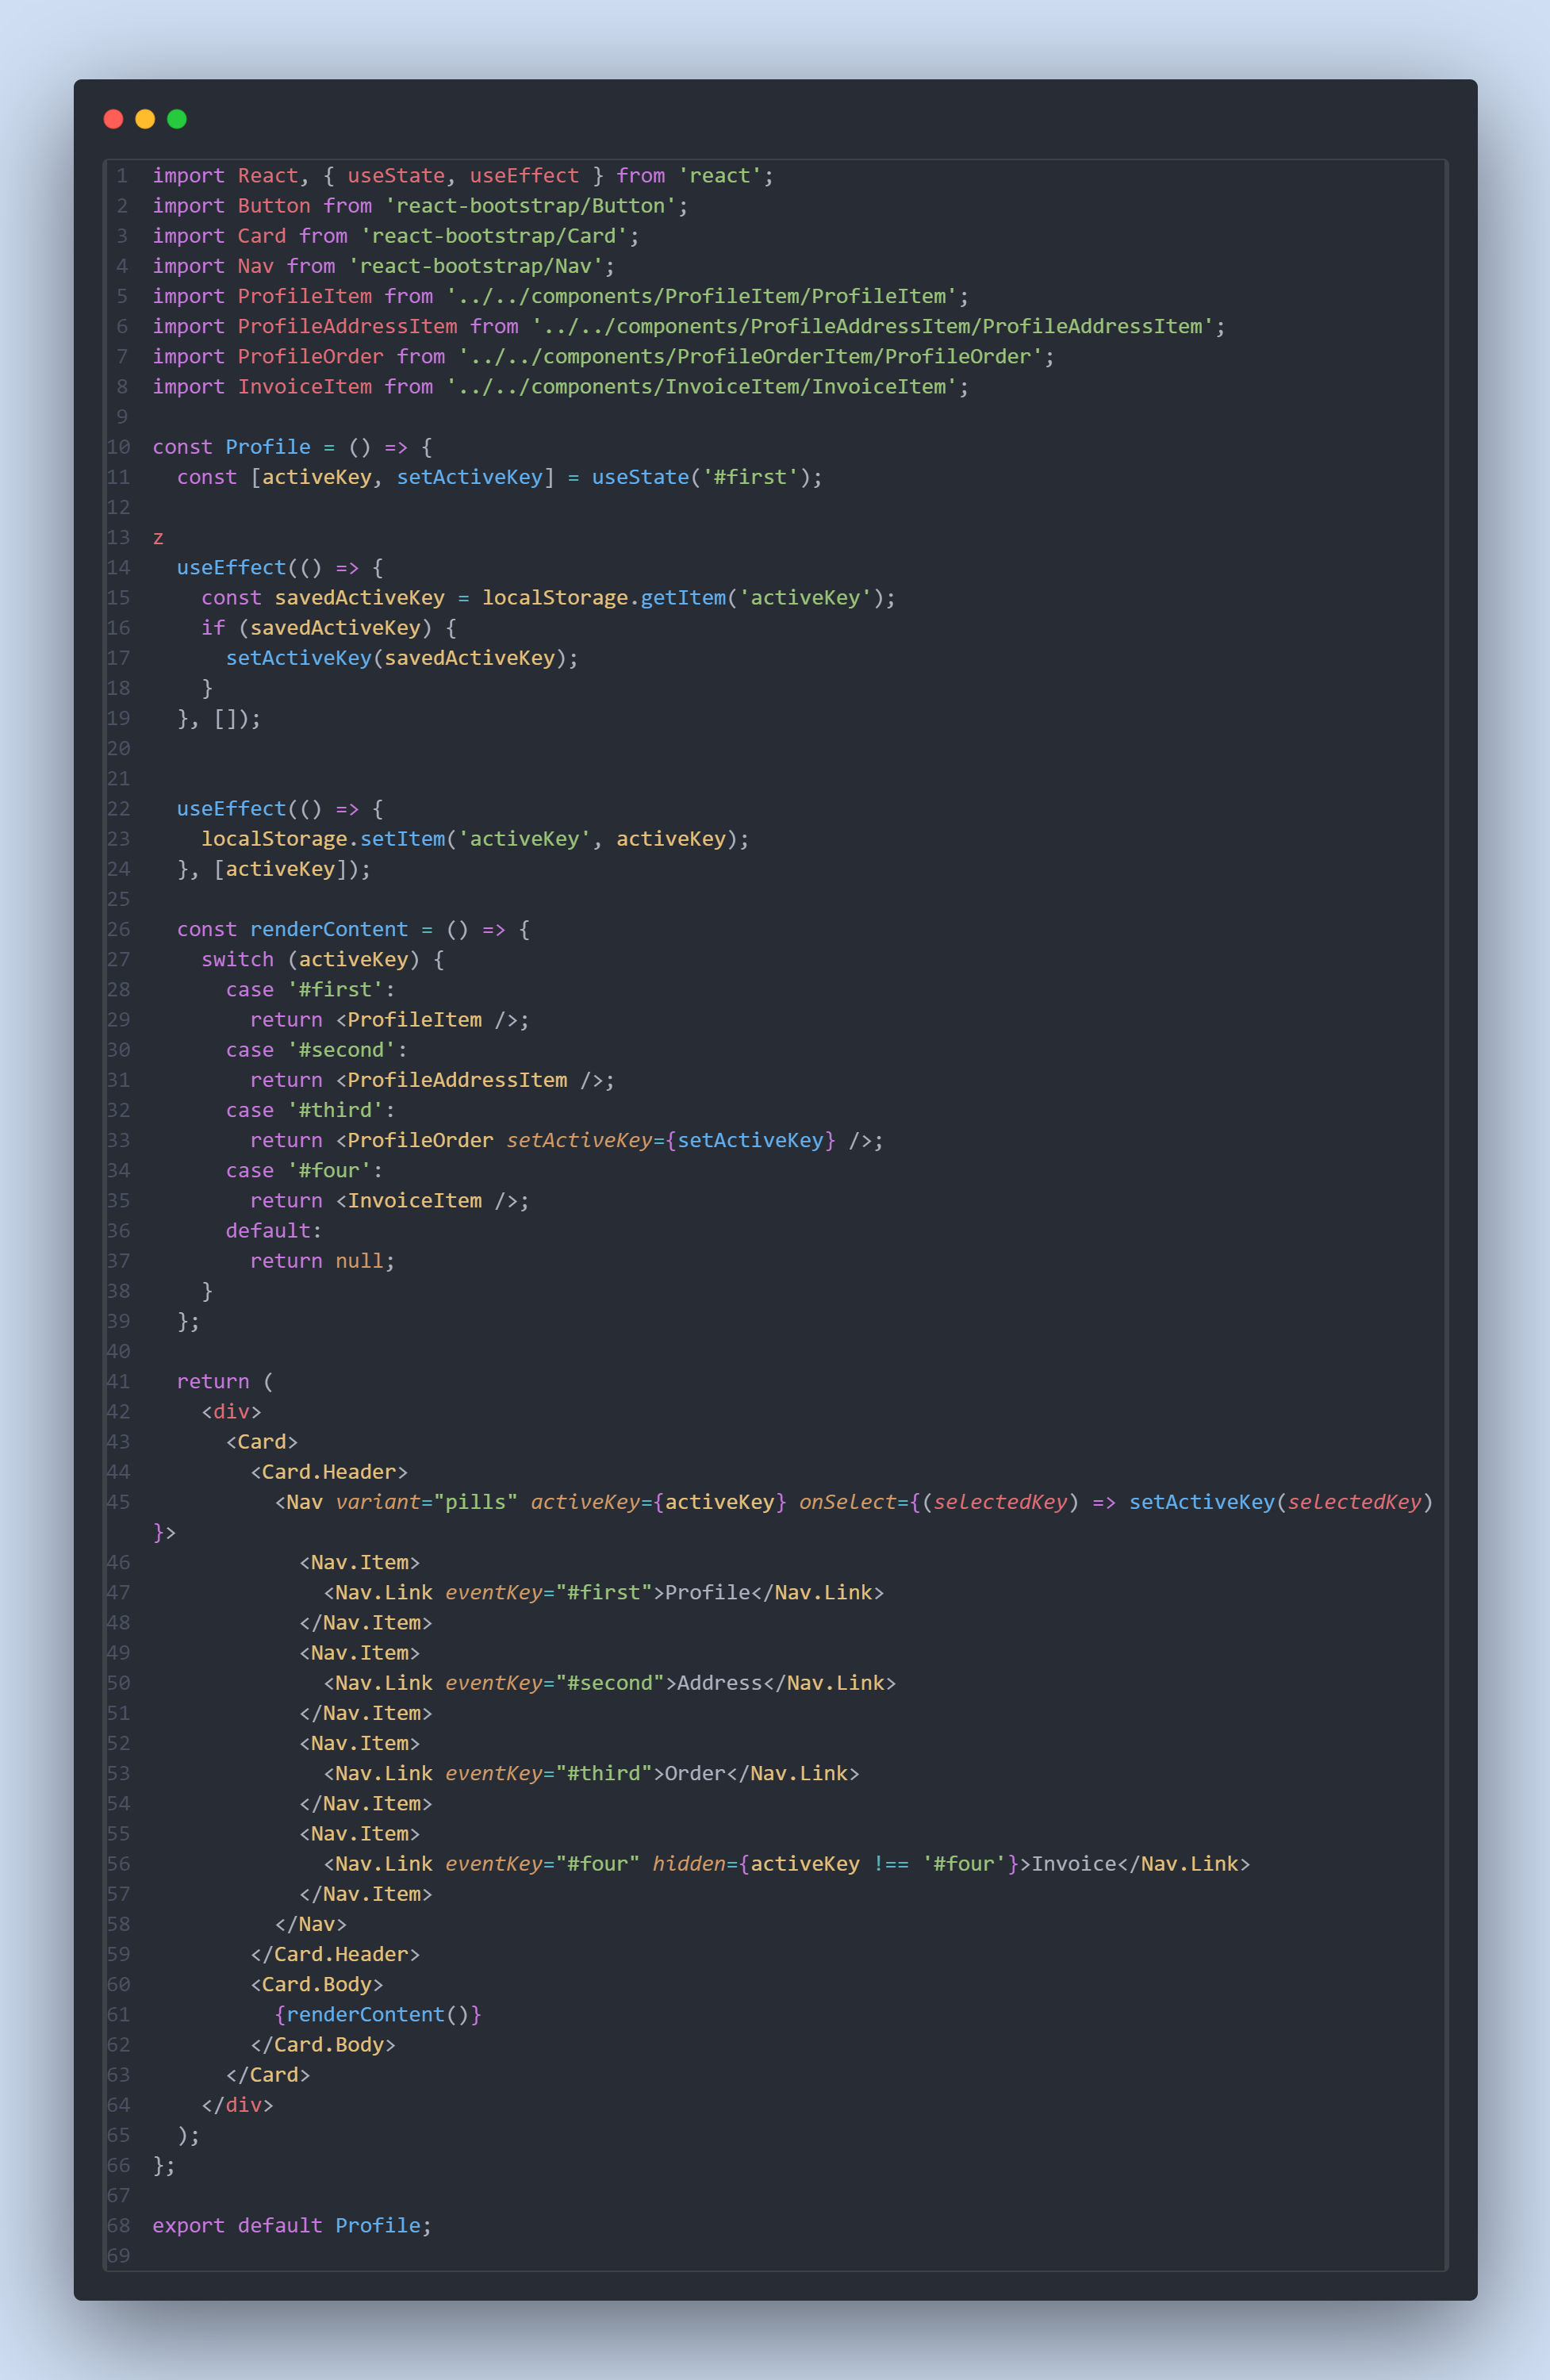 1 import React, { useState, useEffect } from 'react';
2 import Button from 'react-bootstrap/Button';
3 import Card from 'react-bootstrap/Card';
4 import Nav from 'react-bootstrap/Nav';
5 import ProfileItem from '../../components/ProfileItem/ProfileItem';
6 import ProfileAddressItem from '../../components/ProfileAddressItem/ProfileAddressItem';
7 import ProfileOrder from '../../components/ProfileOrderItem/ProfileOrder';
8 import InvoiceItem from '../../components/InvoiceItem/InvoiceItem';
9
10 const Profile = () => {
11   const [activeKey, setActiveKey] = useState('#first');
12
13 z
14   useEffect(() => {
15     const savedActiveKey = localStorage.getItem('activeKey');
16     if (savedActiveKey) {
17       setActiveKey(savedActiveKey);
18     }
19   }, []);
20
21
22   useEffect(() => {
23     localStorage.setItem('activeKey', activeKey);
24   }, [activeKey]);
25
26   const renderContent = () => {
27     switch (activeKey) {
28       case '#first':
29         return <ProfileItem />;
30       case '#second':
31         return <ProfileAddressItem />;
32       case '#third':
33         return <ProfileOrder setActiveKey={setActiveKey} />;
34       case '#four':
35         return <InvoiceItem />;
36       default:
37         return null;
38     }
39   };
40
41   return (
42     <div>
43       <Card>
44         <Card.Header>
45           <Nav variant="pills" activeKey={activeKey} onSelect={(selectedKey) => setActiveKey(selectedKey)
}>
46             <Nav.Item>
47               <Nav.Link eventKey="#first">Profile</Nav.Link>
48             </Nav.Item>
49             <Nav.Item>
50               <Nav.Link eventKey="#second">Address</Nav.Link>
51             </Nav.Item>
52             <Nav.Item>
53               <Nav.Link eventKey="#third">Order</Nav.Link>
54             </Nav.Item>
55             <Nav.Item>
56               <Nav.Link eventKey="#four" hidden={activeKey !== '#four'}>Invoice</Nav.Link>
57             </Nav.Item>
58           </Nav>
59         </Card.Header>
60         <Card.Body>
61           {renderContent()}
62         </Card.Body>
63       </Card>
64     </div>
65   );
66 };
67
68 export default Profile;
69